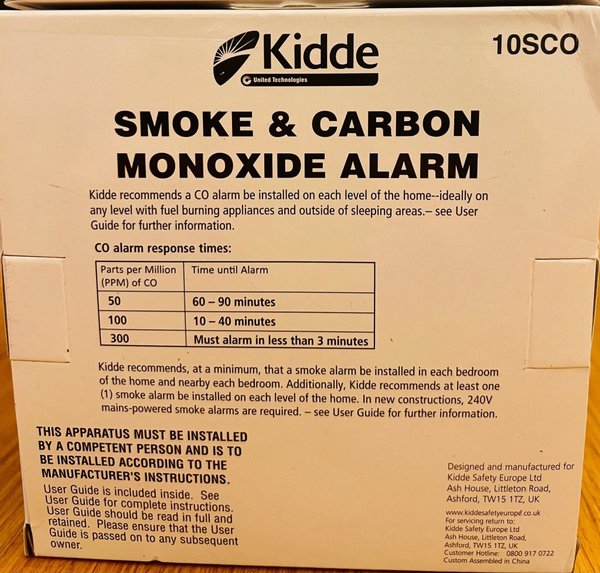 Kidde
United Technologies
10SCO
SMOKE & CARBON
MONOXIDE ALARM
Kidde recommends a CO alarm be installed on each level of the home--ideally on
any level with fuel burning appliances and outside of sleeping areas.– see User
Guide for further information.
CO alarm response times:
Parts per Million Time until Alarm
(PPM) of CO
50 60 – 90 minutes
100 10 – 40 minutes
300 Must alarm in less than 3 minutes
Kidde recommends, at a minimum, that a smoke alarm be installed in each bedroom
of the home and nearby each bedroom. Additionally, Kidde recommends at least one
(1) smoke alarm be installed on each level of the home. In new constructions, 240V
mains-powered smoke alarms are required. – see User Guide for further information.
THIS APPARATUS MUST BE INSTALLED
BY A COMPETENT PERSON AND IS TO
BE INSTALLED ACCORDING TO THE
MANUFACTURER'S INSTRUCTIONS.
User Guide is included inside. See
User Guide for complete instructions.
User Guide should be read in full and
retained. Please ensure that the User
Guide is passed on to any subsequent
owner.
Designed and manufactured for
Kidde Safety Europe Ltd
Ash House, Littleton Road,
Ashford, TW15 1TZ, UK
www.kiddesafetyeurope.co.uk
For servicing return to:
Kidde Safety Europe Ltd
Ash House, Littleton Road,
Ashford, TW15 1TZ, UK
Customer Hotline: 0800 917 0722
Custom Assembled in China